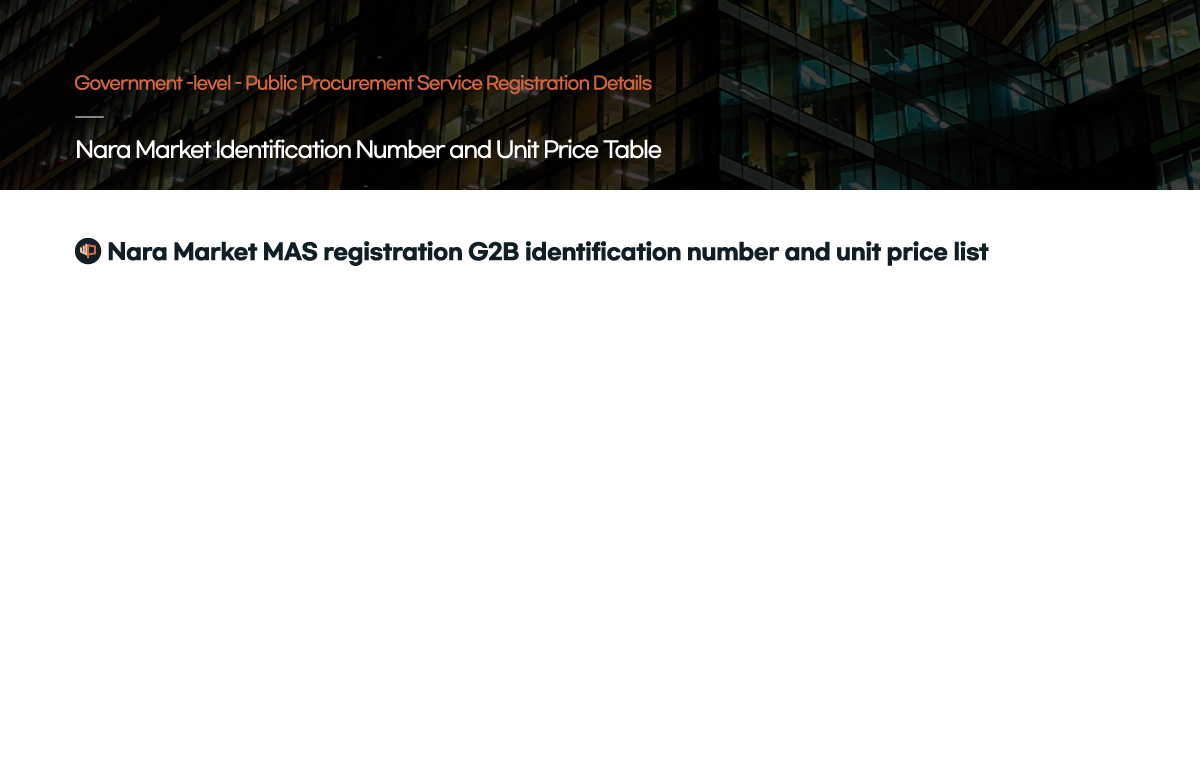 Government -level - Public Procurement Service Registration Details
Nara Market Identification Number and Unit Price Table
Nara Market MAS registration G2B identification number and unit price list